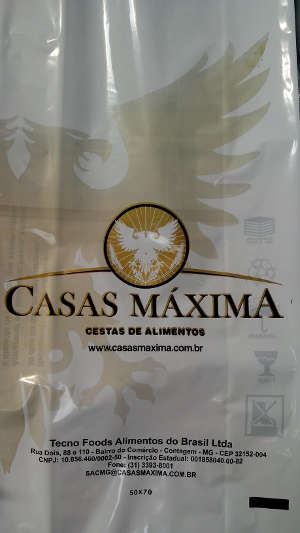 CASAS MÁXIMA
CESTAS DE ALIMENTOS
www.casasmaxima.com.br
Tecno Foods Alimentos do Brasil Ltda
Rua Dois, 88 a 110 - Bairro do Comércio - Contagem - MG - CEP 32152-004
CNPJ: 10.856.460/0002-50 - Inscrição Estadual: 001858040.00-82
Fone: (31) 3393-8001
SACMG@CASASMAXIMA.COM.BR
50x70